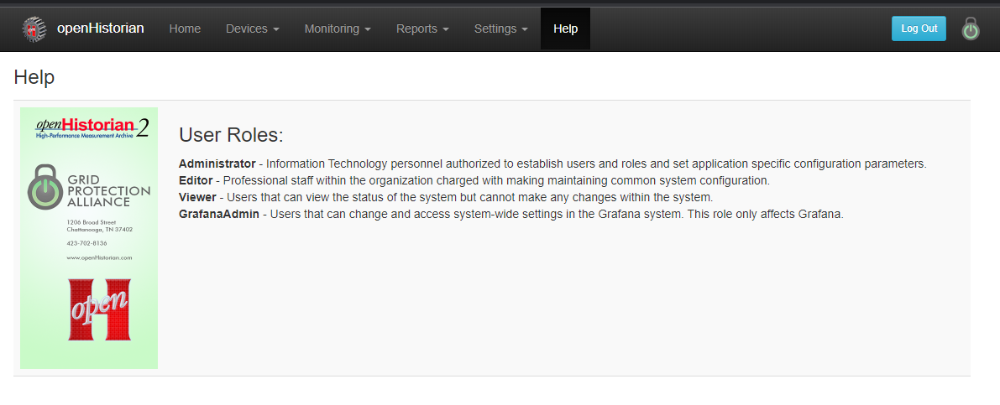 openHistorian Home Devices Monitoring Reports Settings Help Log Out
Help
openHistorian 2
High-Performance Measurement Archive
GRID
PROTECTION
ALLIANCE
1206 Broad Street
Chattanooga, TN 37402
423-702-8136
www.openHistorian.com
open
H
User Roles:
Administrator - Information Technology personnel authorized to establish users and roles and set application specific configuration parameters.
Editor - Professional staff within the organization charged with making maintaining common system configuration.
Viewer - Users that can view the status of the system but cannot make any changes within the system.
GrafanaAdmin - Users that can change and access system-wide settings in the Grafana system. This role only affects Grafana.